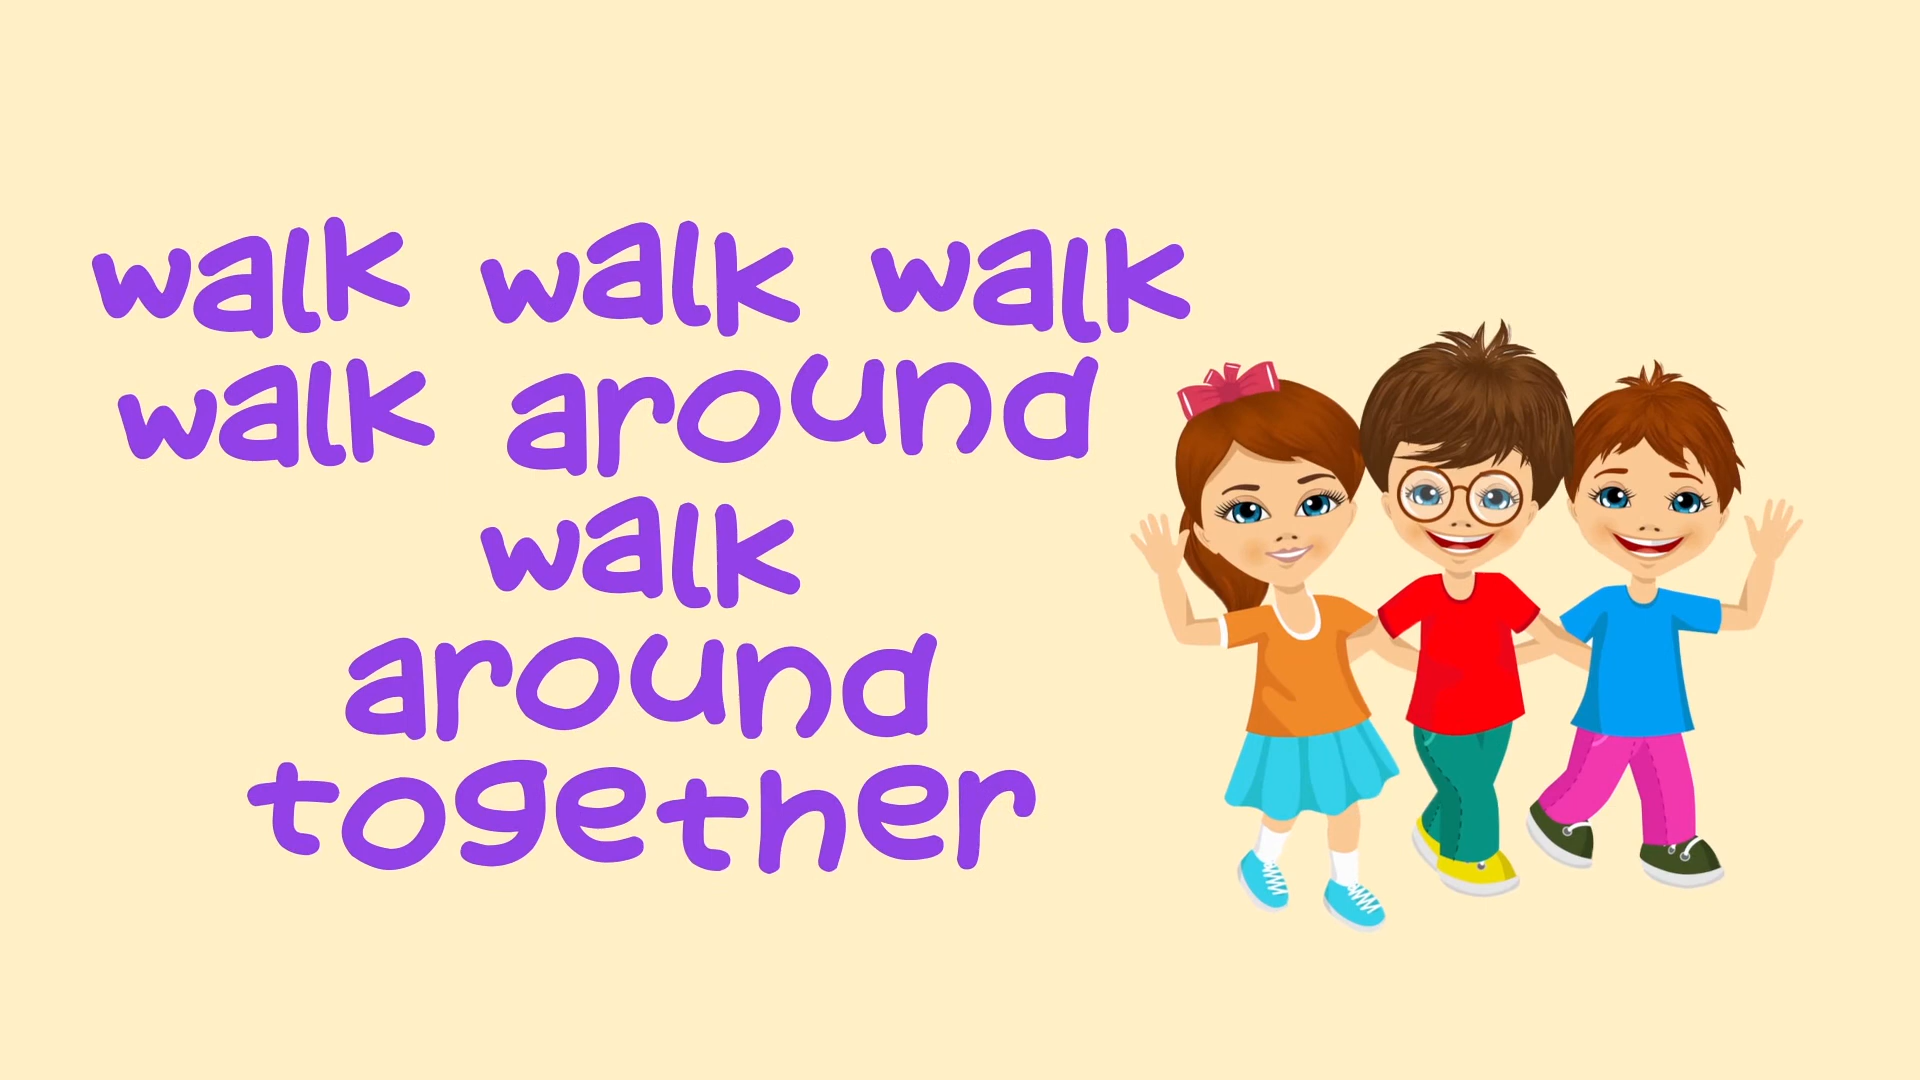 walk walk walk
walk around
walk
around
together